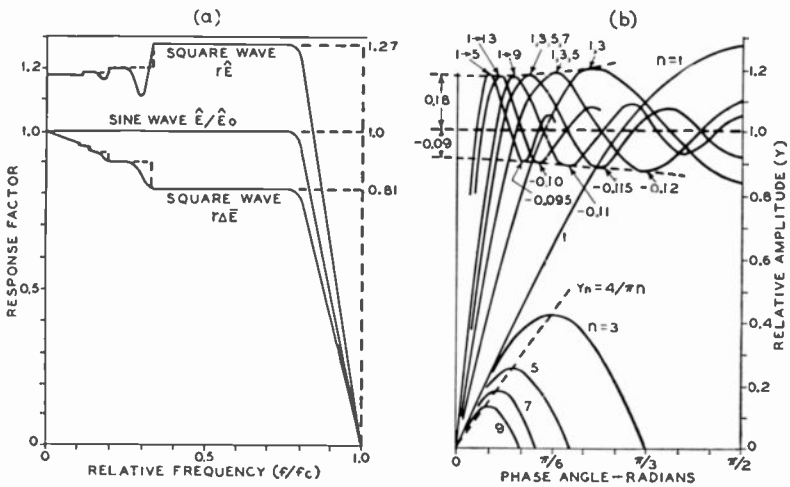 (a)
1.27
SQUARE WAVE
rÊ
1.2
SINE WAVE Ê/Ê₀
1.0
1.0
0.81
SQUARE WAVE
rΔĒ
0.5
0
0
0.5
1.0
RESPONSE FACTOR
RELATIVE FREQUENCY (f/fc)
(b)
1→13
1→5
1→9
1,3,5,7
1,3,5
1,3
n=1
1.2
0.18
1.0
-0.09
-0.10
-0.095
-0.11
-0.115
-0.12
0.8
1
0.6
Yn=4/πn
n=3
0.4
5
0.2
7
9
0
0
π/6
π/3
π/2
PHASE ANGLE—RADIANS
RELATIVE AMPLITUDE (Y)